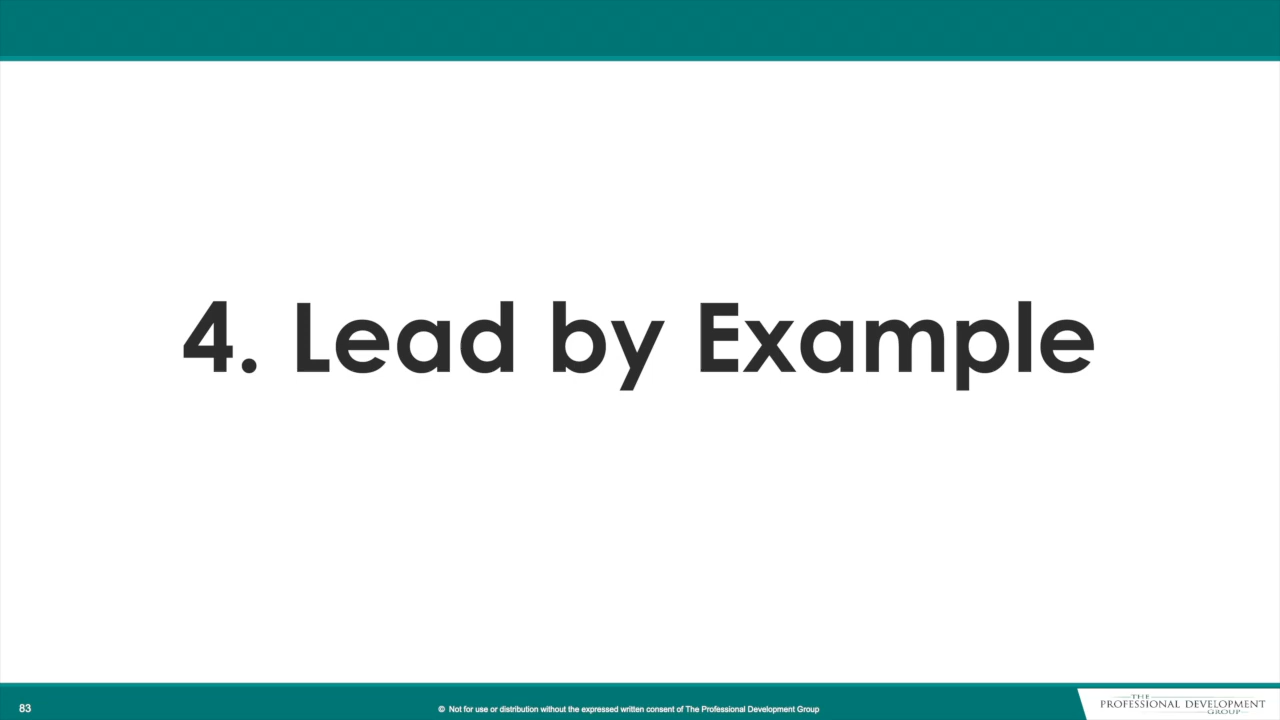 4. Lead by Example
83
© Not for use or distribution without the expressed written consent of The Professional Development Group
THE
PROFESSIONAL DEVELOPMENT
GROUP